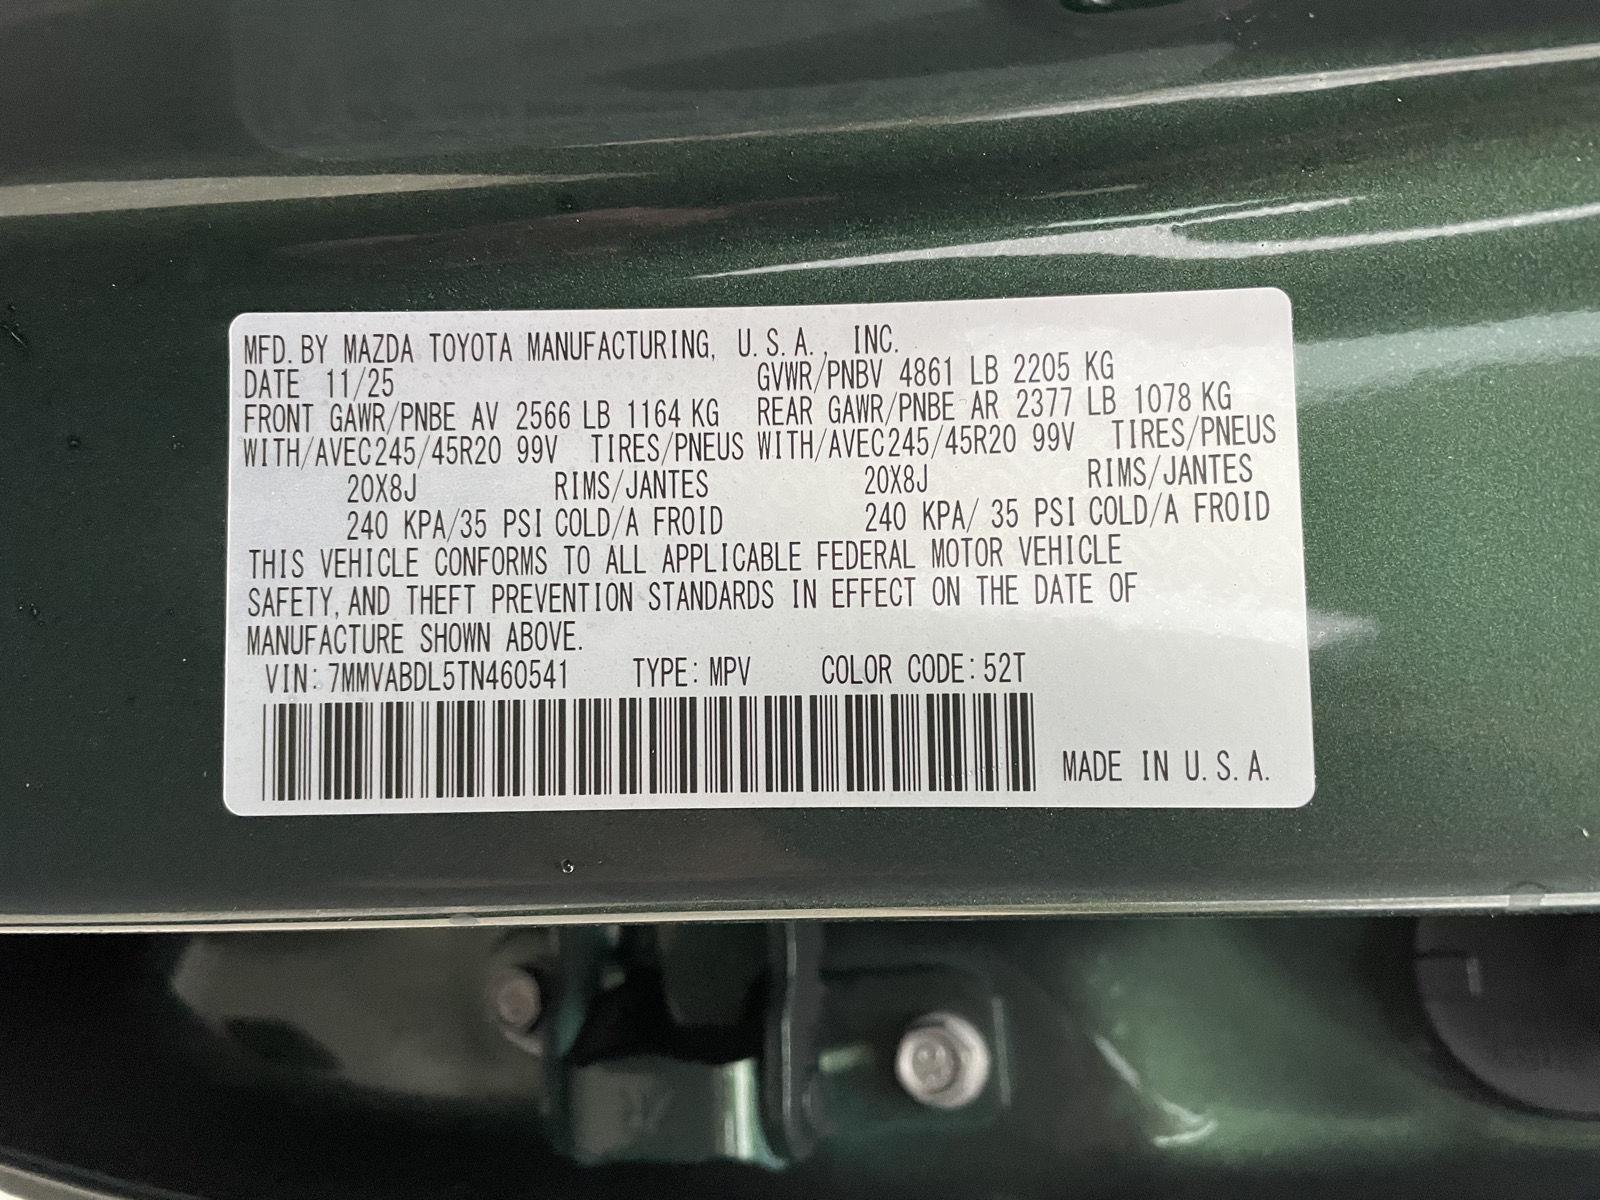 MFD. BY MAZDA TOYOTA MANUFACTURING, U.S.A., INC.
DATE 11/25 GVWR/PNBV 4861 LB 2205 KG
FRONT GAWR/PNBE AV 2566 LB 1164 KG REAR GAWR/PNBE AR 2377 LB 1078 KG
WITH/AVEC245/45R20 99V TIRES/PNEUS WITH/AVEC245/45R20 99V TIRES/PNEUS
20X8J RIMS/JANTES 20X8J RIMS/JANTES
240 KPA/35 PSI COLD/A FROID 240 KPA/ 35 PSI COLD/A FROID
THIS VEHICLE CONFORMS TO ALL APPLICABLE FEDERAL MOTOR VEHICLE
SAFETY, AND THEFT PREVENTION STANDARDS IN EFFECT ON THE DATE OF
MANUFACTURE SHOWN ABOVE.
VIN: 7MMVABDL5TN460541 TYPE: MPV COLOR CODE: 52T
MADE IN U.S.A.